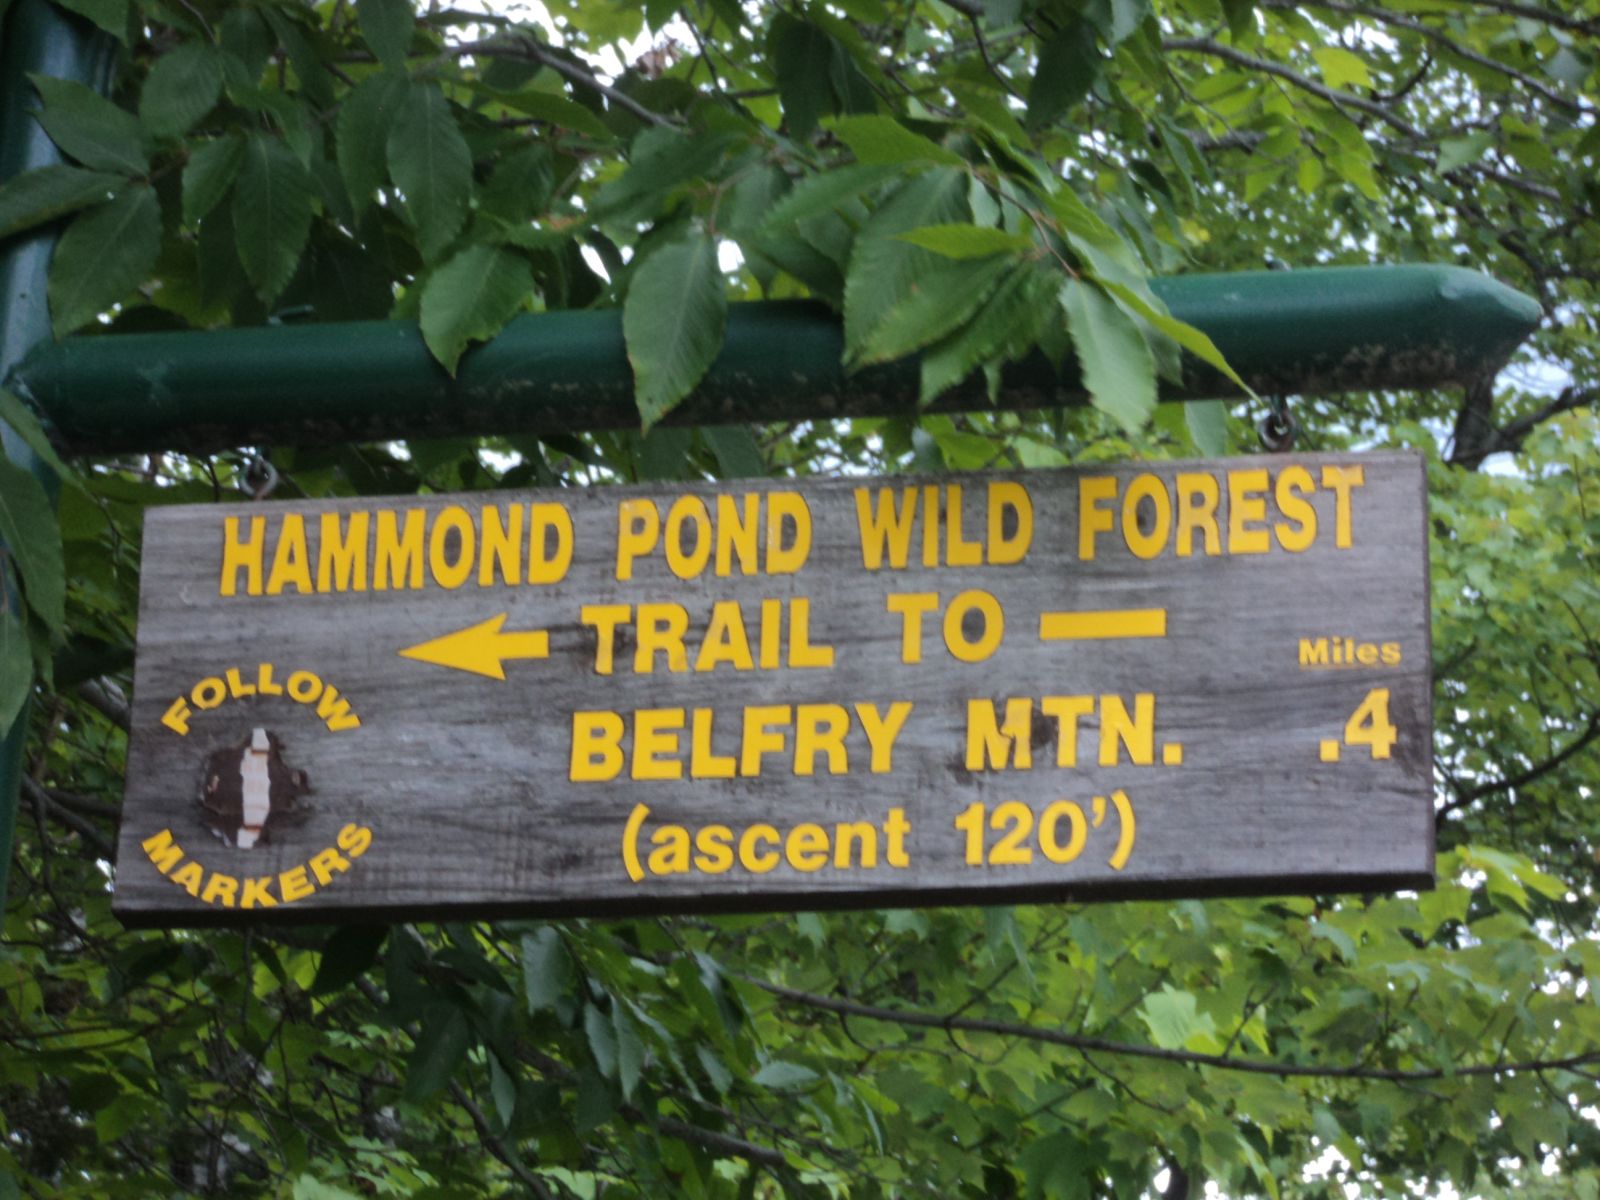 HAMMOND POND WILD FOREST
TRAIL TO
Miles
BELFRY MTN. .4
(ascent 120')
FOLLOW
MARKERS